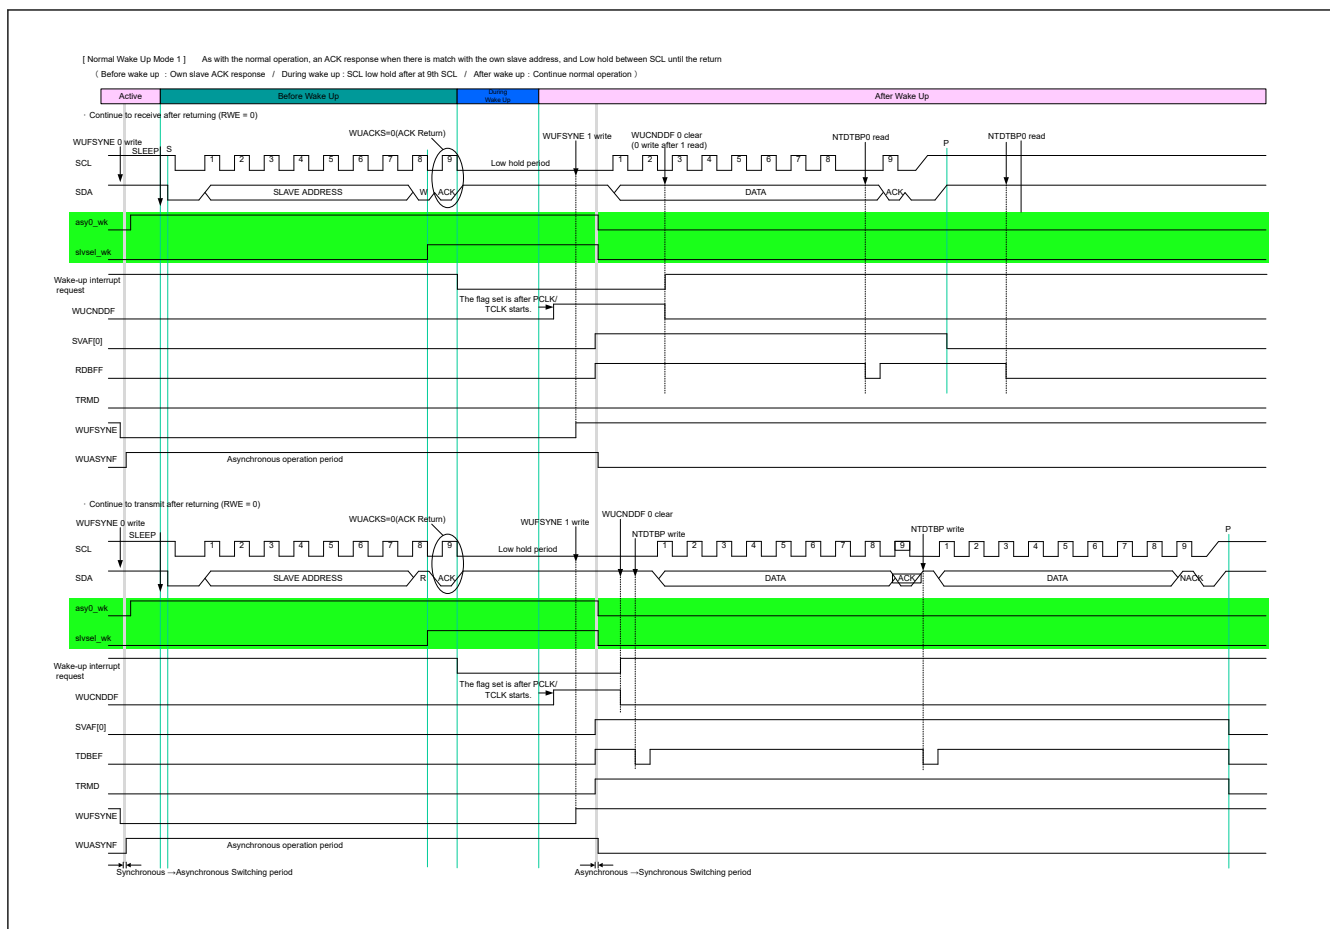 [ Normal Wake Up Mode 1 ] As with the normal operation, an ACK response when there is match with the own slave address, and Low hold between SCL until the return
( Before wake up : Own slave ACK response / During wake up : SCL low hold after at 9th SCL / After wake up : Continue normal operation )
Active Before Wake Up During Wake Up After Wake Up
· Continue to receive after returning (RWE = 0)
WUFSYNE 0 write WUACKS=0(ACK Return) WUFSYNE 1 write WUCNDDF 0 clear NTDTBP0 read NTDTBP0 read
(0 write after 1 read) P
SLEEP S
SCL 1 2 3 4 5 6 7 8 9 Low hold period 1 2 3 4 5 6 7 8 9
SDA SLAVE ADDRESS W ACK DATA ACK
asy0_wk
slvsel_wk
Wake-up interrupt
request
The flag set is after PCLK/
TCLK starts.
WUCNDDF
SVAF[0]
RDBFF
TRMD
WUFSYNE
WUASYNF Asynchronous operation period
· Continue to transmit after returning (RWE = 0)
WUFSYNE 0 write WUACKS=0(ACK Return) WUFSYNE 1 write WUCNDDF 0 clear
SLEEP NTDTBP write NTDTBP write P
SCL 1 2 3 4 5 6 7 8 9 Low hold period 1 2 3 4 5 6 7 8 9 1 2 3 4 5 6 7 8 9
SDA SLAVE ADDRESS R ACK DATA ACK DATA NACK
asy0_wk
slvsel_wk
Wake-up interrupt
request
The flag set is after PCLK/
TCLK starts.
WUCNDDF
SVAF[0]
TDBEF
TRMD
WUFSYNE
WUASYNF Asynchronous operation period
Synchronous →Asynchronous Switching period Asynchronous →Synchronous Switching period